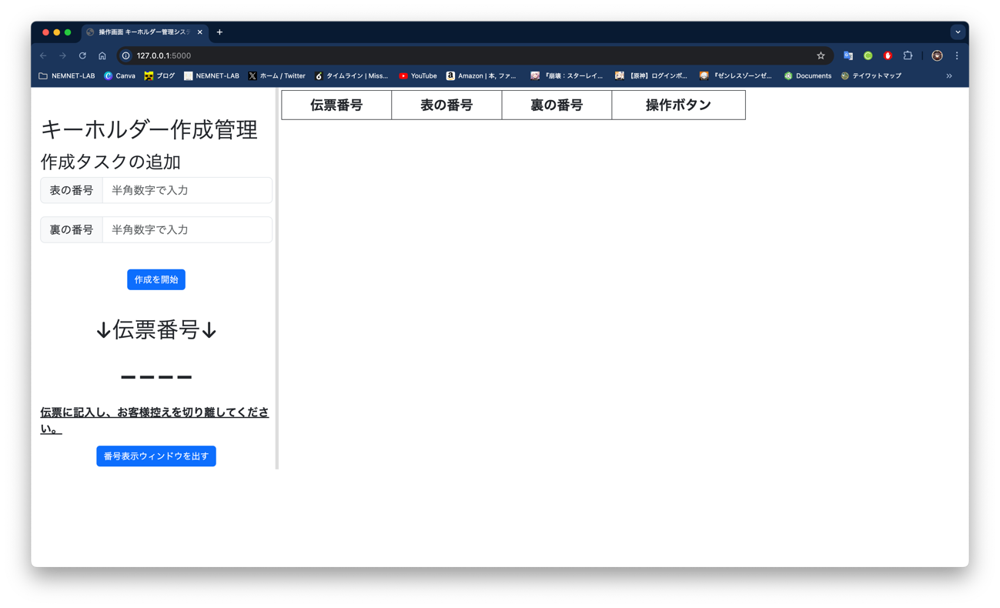 操作画面 キーホルダー管理シス
127.0.0.1:5000
NEMNET-LAB
Canva
ブログ
NEMNET-LAB
ホーム / Twitter
タイムライン | Miss...
YouTube
Amazon | 本, ファ...
『崩壊：スターレイ...
【原神】ログインボ...
『ゼンレスゾーンゼ...
Documents
テイワットマップ
キーホルダー作成管理
作成タスクの追加
表の番号 半角数字で入力
裏の番号 半角数字で入力
作成を開始
↓伝票番号↓
ーーーー
伝票に記入し、お客様控えを切り離してくださ
い。
番号表示ウィンドウを出す
伝票番号 表の番号 裏の番号 操作ボタン